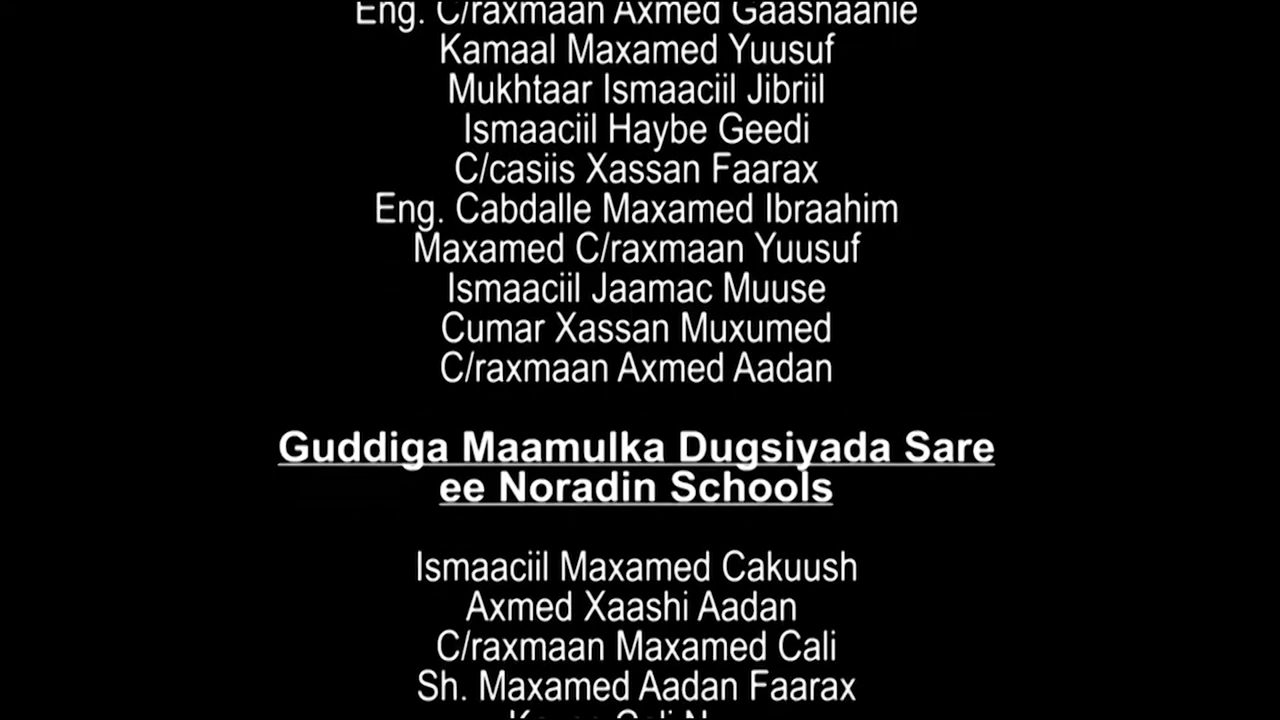 Eng. C/raxmaan Axmed Gaashaanle
Kamaal Maxamed Yuusuf
Mukhtaar Ismaaciil Jibriil
Ismaaciil Haybe Geedi
C/casiis Xassan Faarax
Eng. Cabdalle Maxamed Ibraahim
Maxamed C/raxmaan Yuusuf
Ismaaciil Jaamac Muuse
Cumar Xassan Muxumed
C/raxmaan Axmed Aadan
Guddiga Maamulka Dugsiyada Sare
ee Noradin Schools
Ismaaciil Maxamed Cakuush
Axmed Xaashi Aadan
C/raxmaan Maxamed Cali
Sh. Maxamed Aadan Faarax